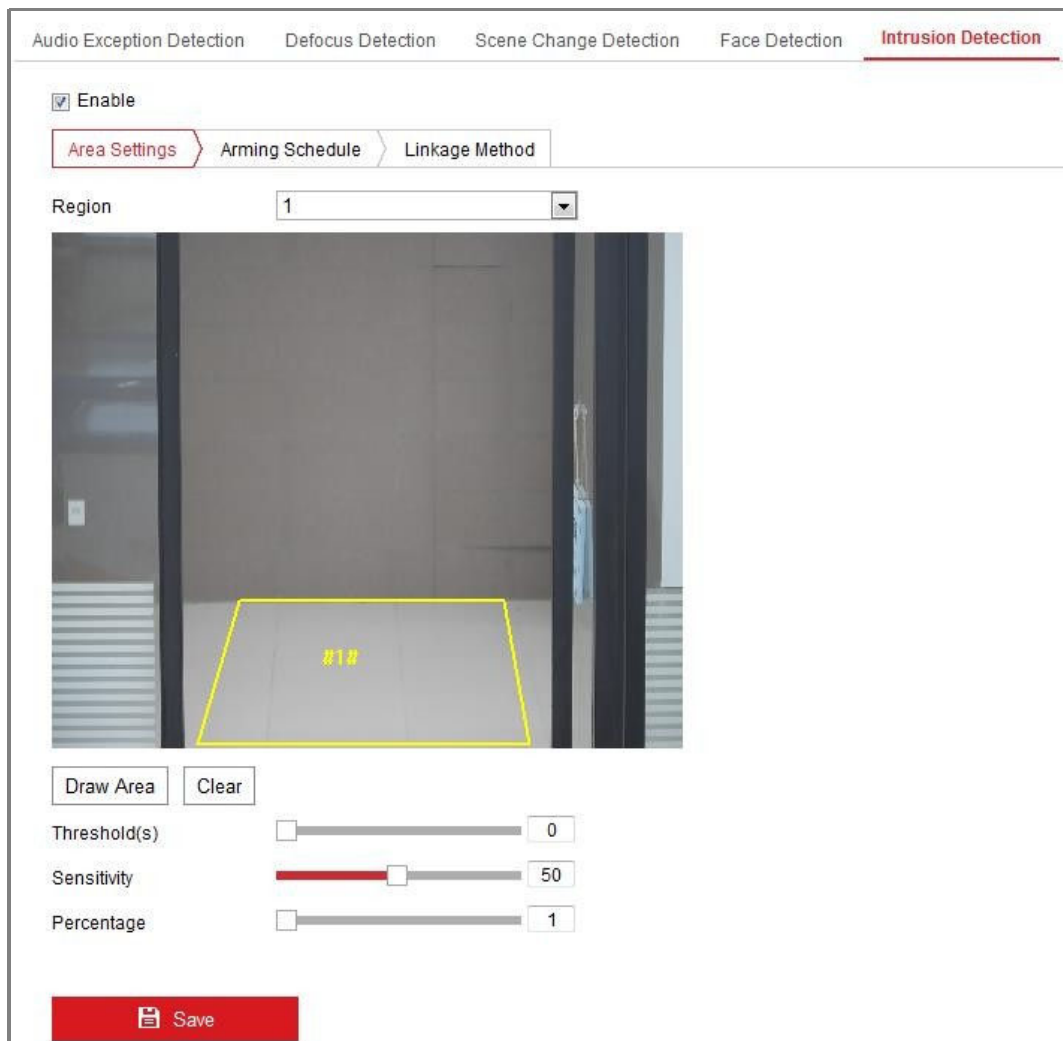 Audio Exception Detection Defocus Detection Scene Change Detection Face Detection Intrusion Detection
Enable
Area Settings Arming Schedule Linkage Method
Region 1
#1#
Draw Area Clear
Threshold(s) 0
Sensitivity 50
Percentage 1
Save